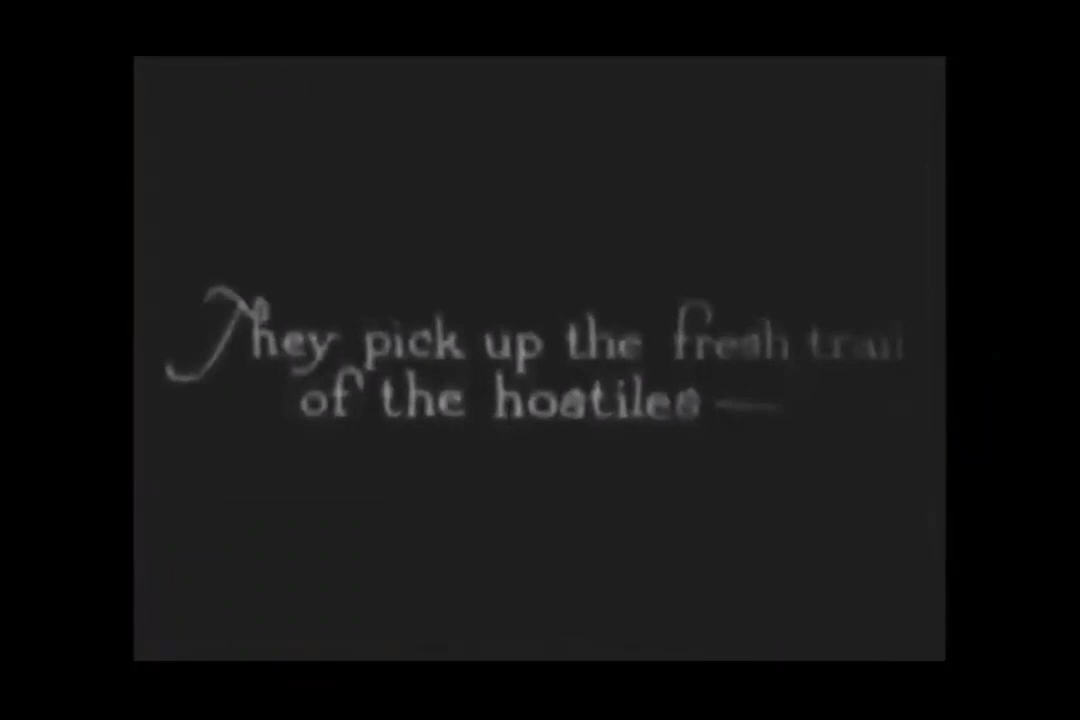 They pick up the fresh trail
of the hostiles —